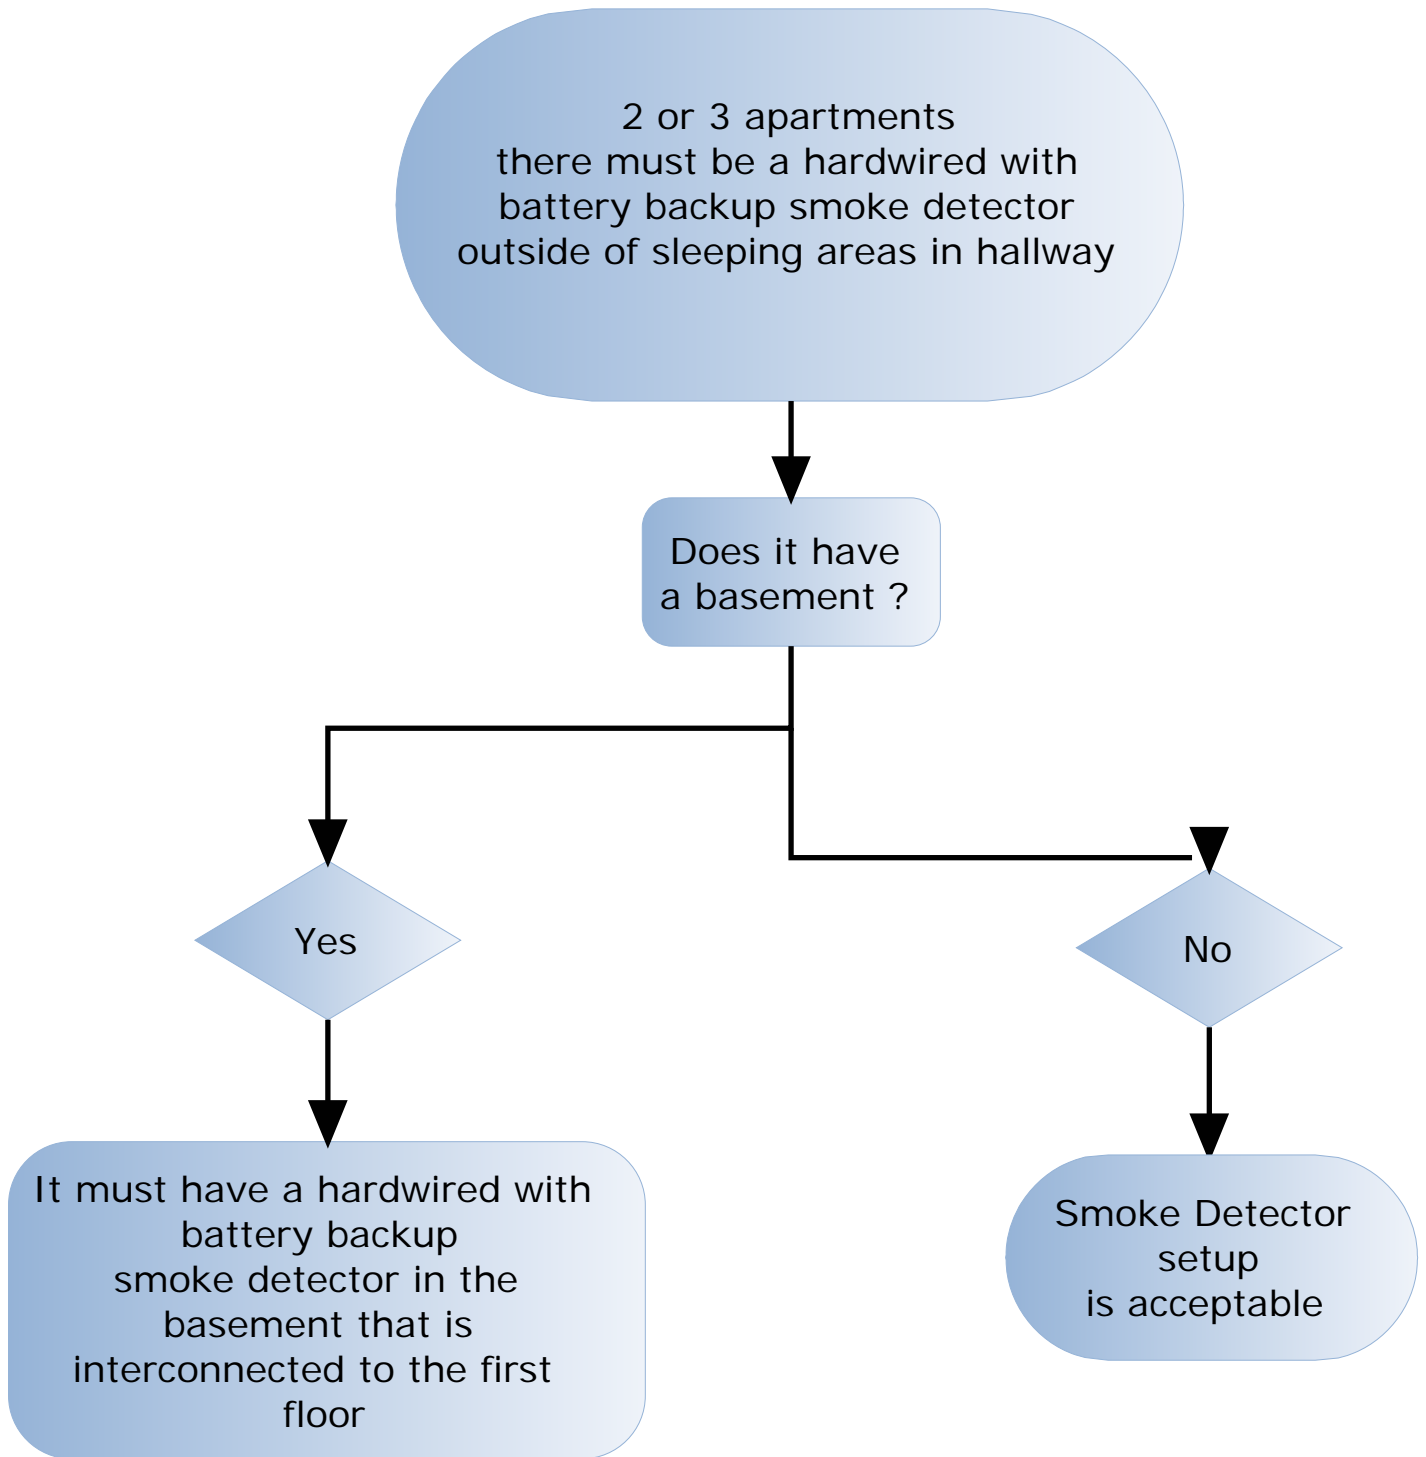 2 or 3 apartments
there must be a hardwired with
battery backup smoke detector
outside of sleeping areas in hallway
Does it have
a basement ?
Yes
No
It must have a hardwired with
battery backup
smoke detector in the
basement that is
interconnected to the first
floor
Smoke Detector
setup
is acceptable